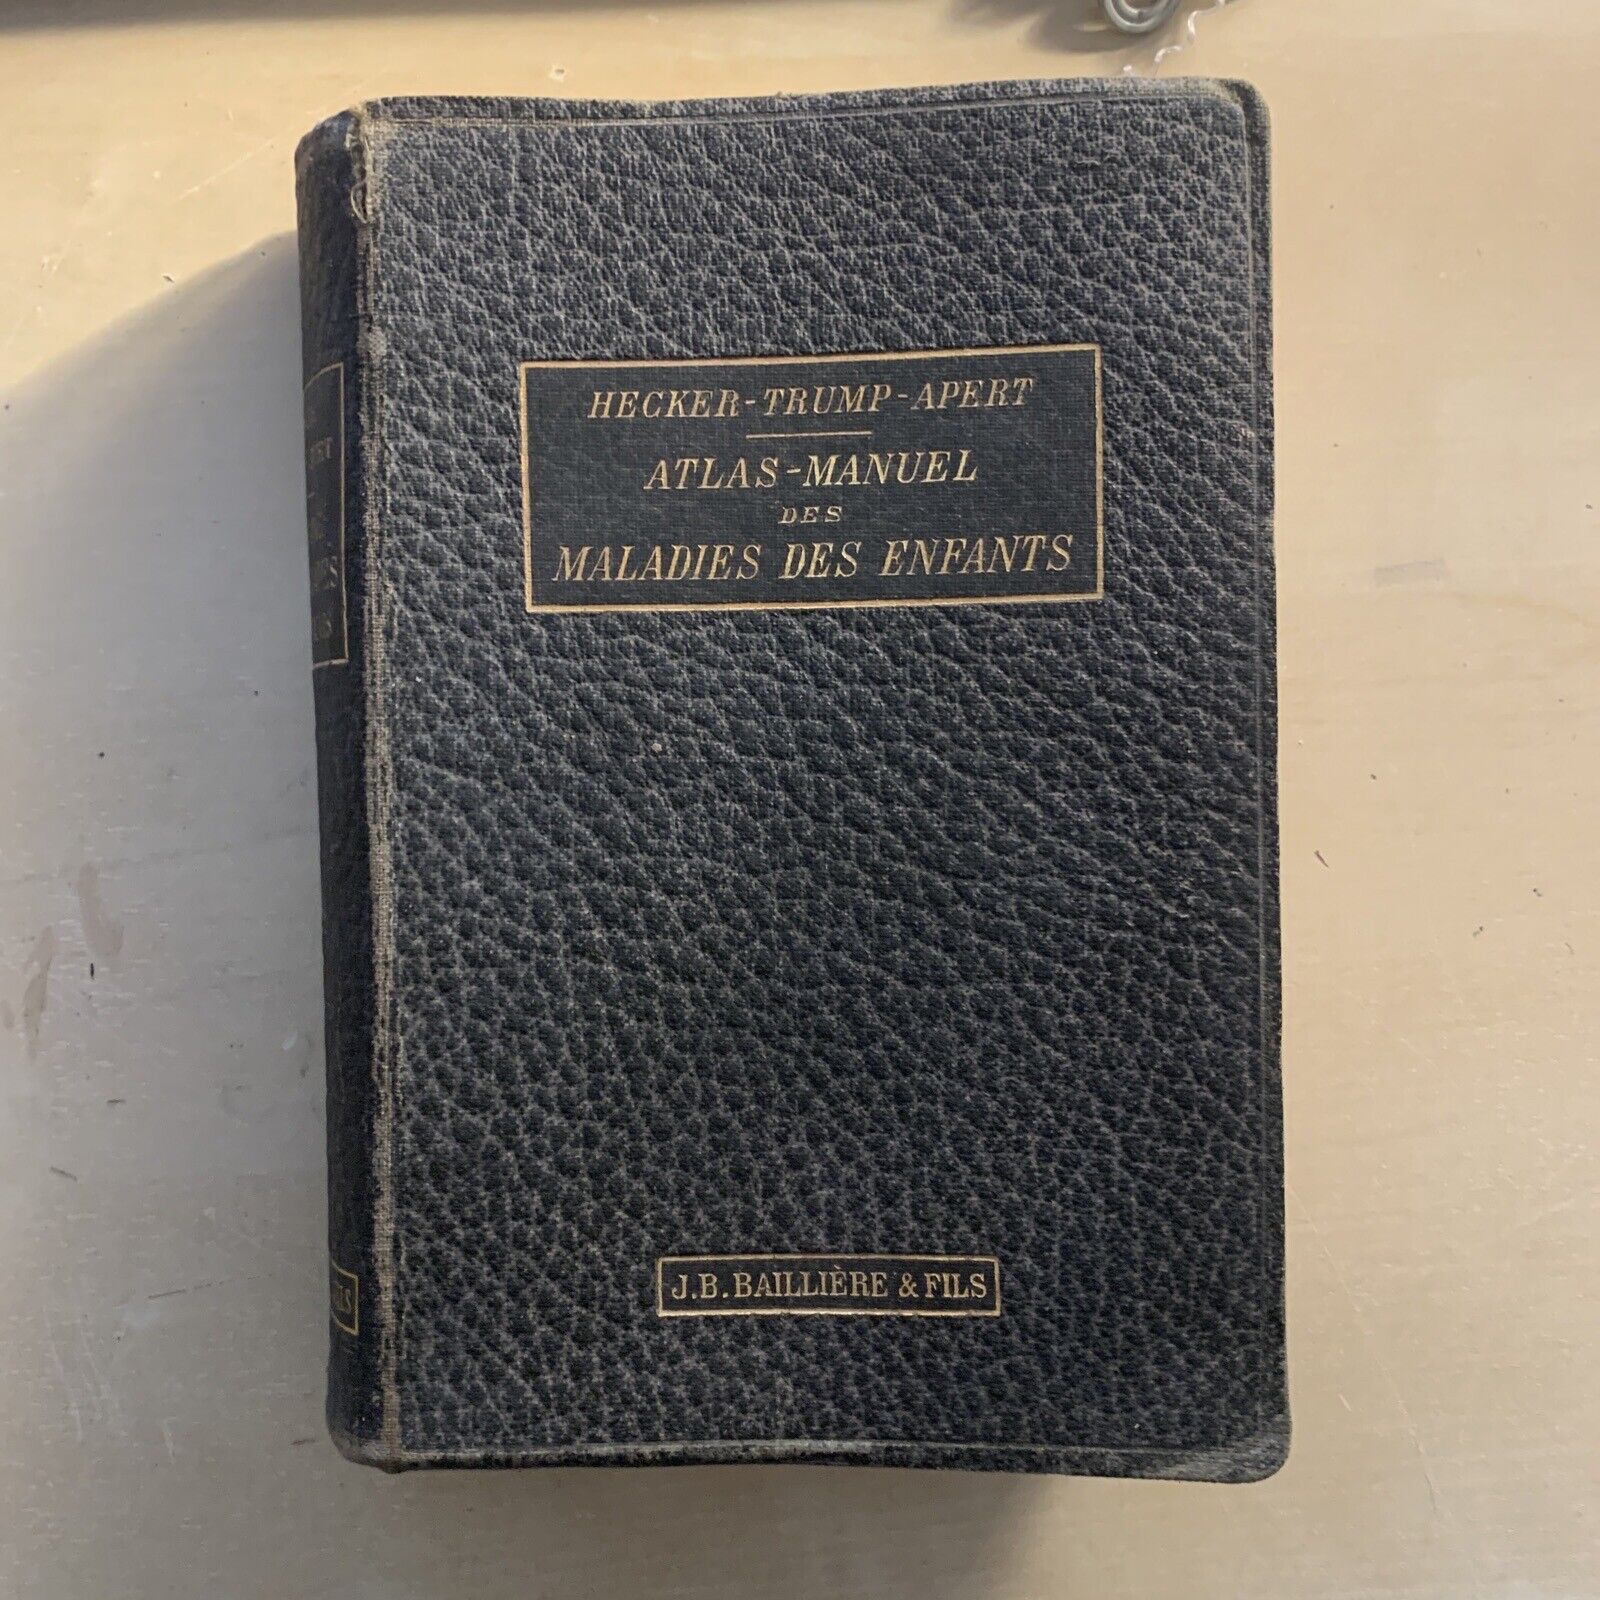 HECKER-TRUMP-APERT
ATLAS-MANUEL
DES
MALADIES DES ENFANTS
J.B. BAILLIÈRE & FILS